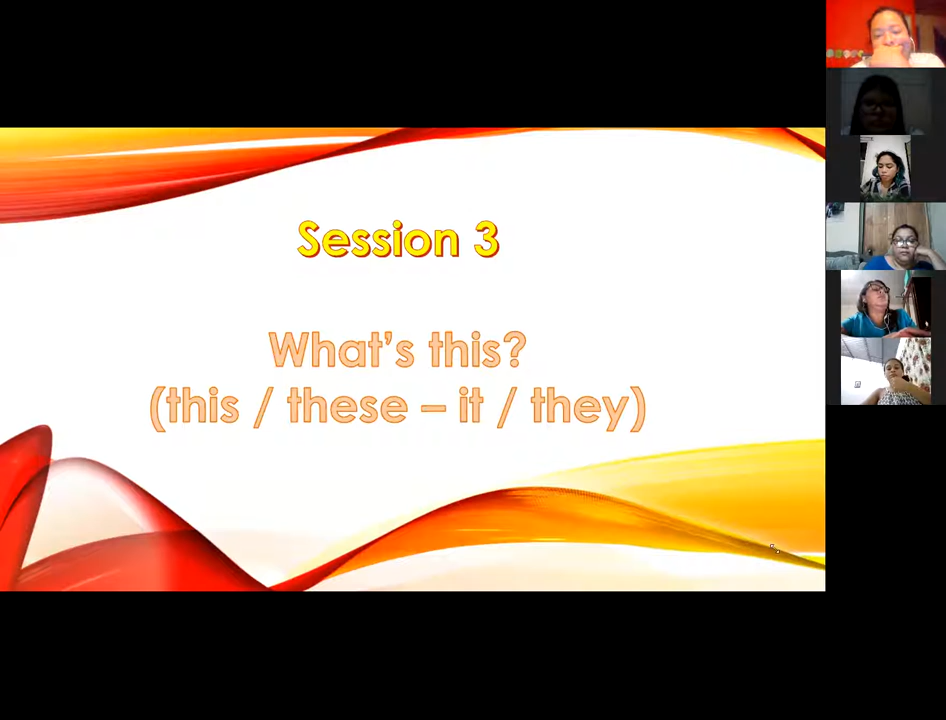 Session 3
What's this?
(this / these – it / they)